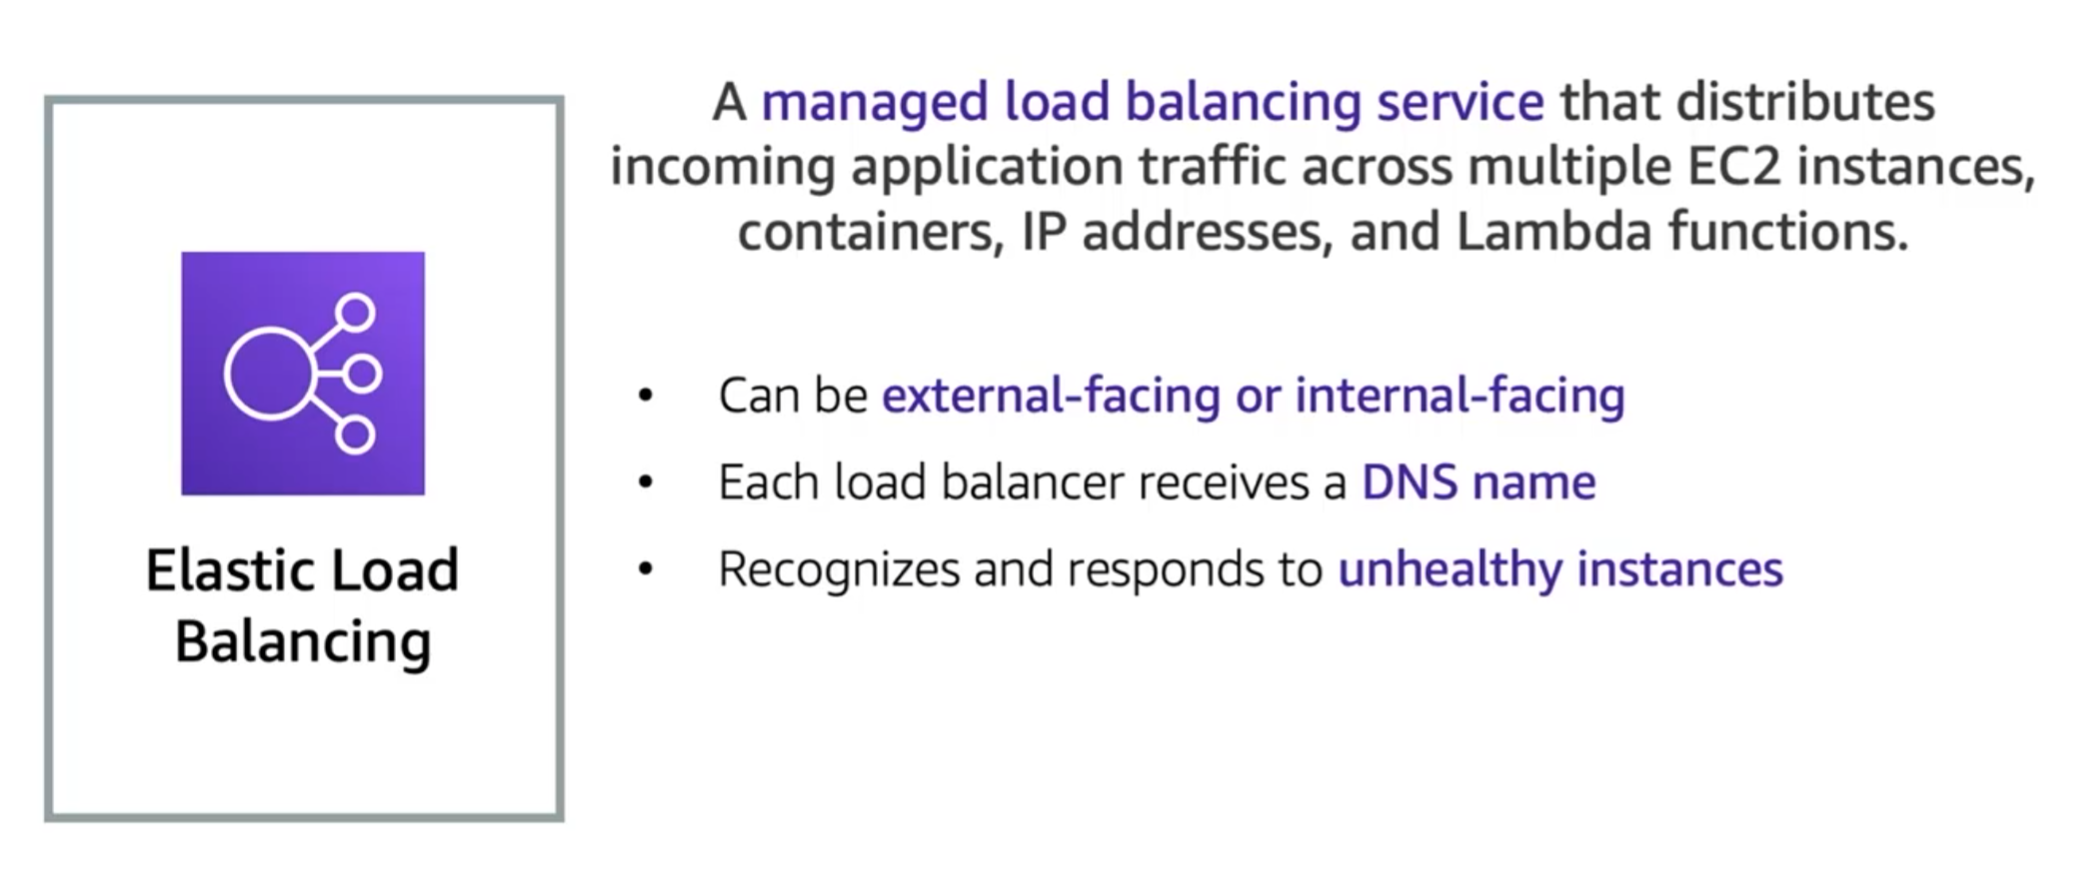 A managed load balancing service that distributes
incoming application traffic across multiple EC2 instances,
containers, IP addresses, and Lambda functions.
• Can be external-facing or internal-facing
• Each load balancer receives a DNS name
• Recognizes and responds to unhealthy instances
Elastic Load
Balancing